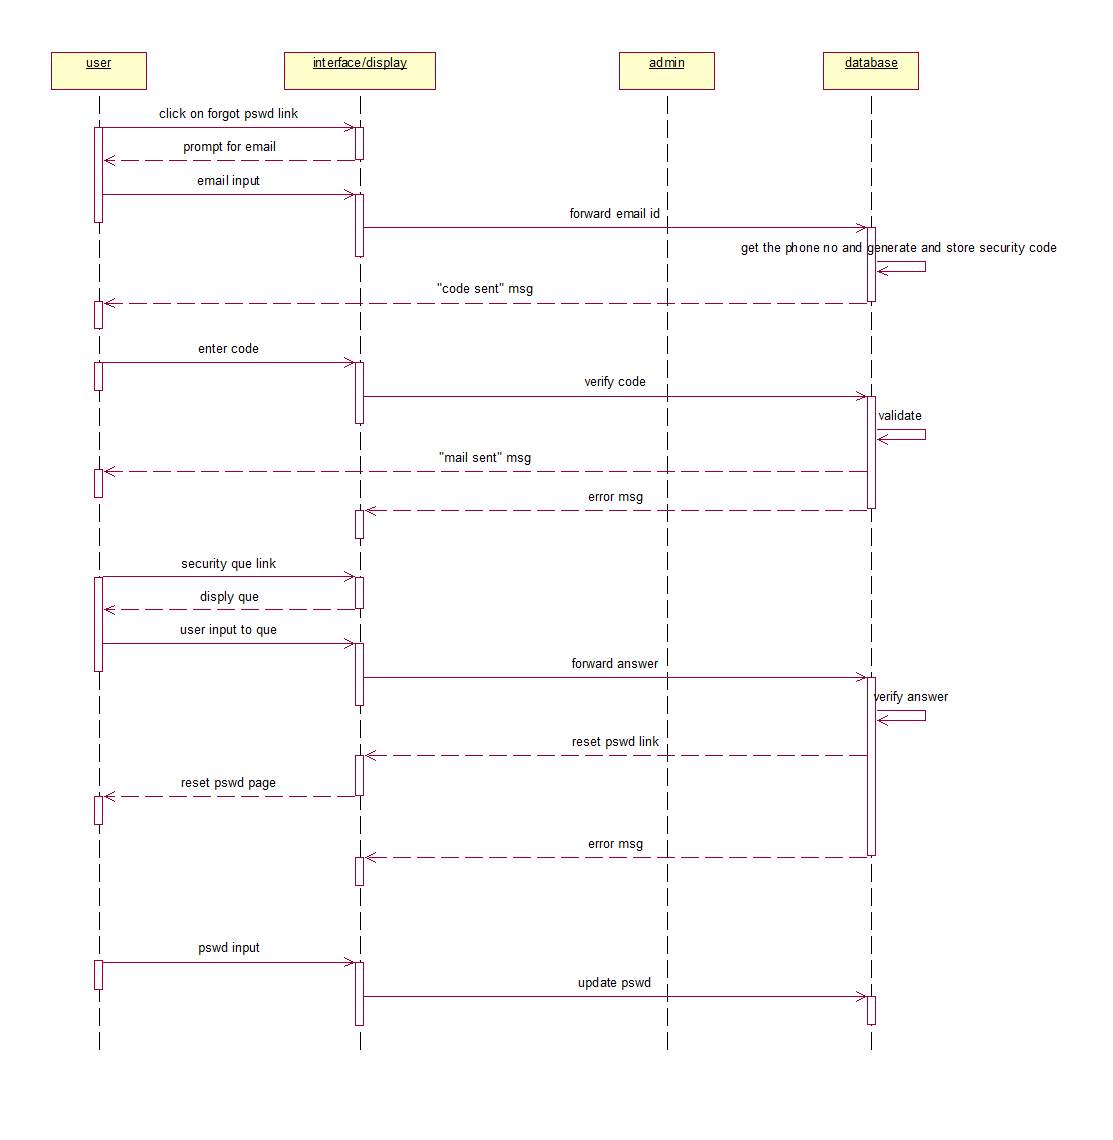 user
interface/display
admin
database
click on forgot pswd link
prompt for email
email input
forward email id
get the phone no and generate and store security code
"code sent" msg
enter code
verify code
validate
"mail sent" msg
error msg
security que link
disply que
user input to que
forward answer
verify answer
reset pswd link
reset pswd page
error msg
pswd input
update pswd